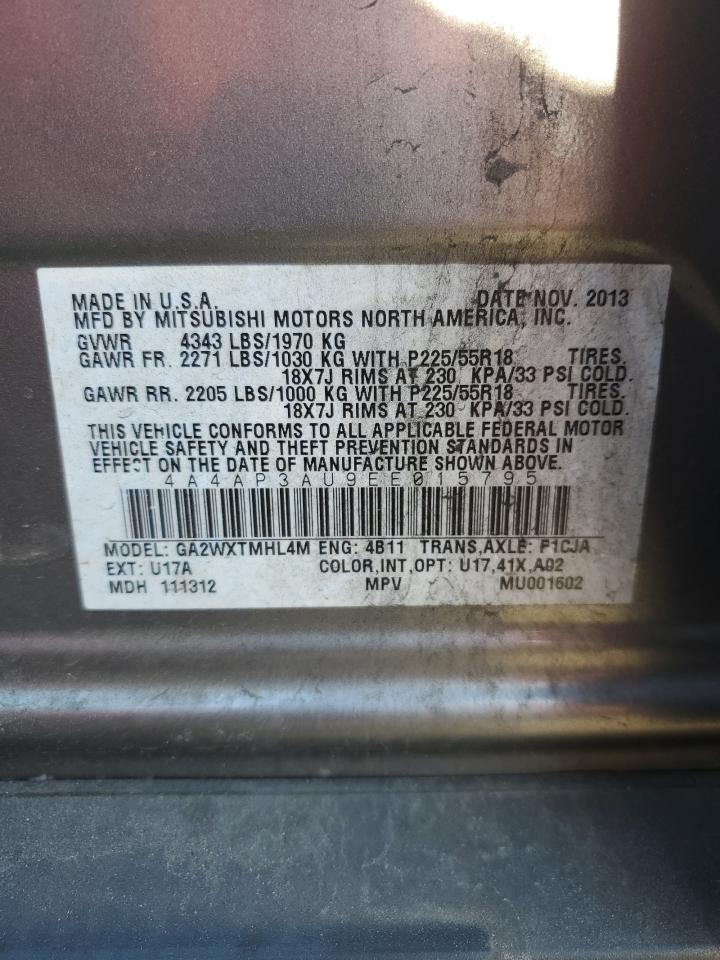 MADE IN U.S.A. DATE NOV. 2013
MFD BY MITSUBISHI MOTORS NORTH AMERICA, INC.
GVWR 4343 LBS/1970 KG
GAWR FR. 2271 LBS/1030 KG WITH P225/55R18 TIRES.
18X7J RIMS AT 230 KPA/33 PSI COLD.
GAWR RR. 2205 LBS/1000 KG WITH P225/55R18 TIRES.
18X7J RIMS AT 230 KPA/33 PSI COLD.
THIS VEHICLE CONFORMS TO ALL APPLICABLE FEDERAL MOTOR
VEHICLE SAFETY AND THEFT PREVENTION STANDARDS IN
EFFECT ON THE DATE OF MANUFACTURE SHOWN ABOVE.
4A4AP3AU9EE015795
MODEL: GA2WXTMHL4M ENG: 4B11 TRANS,AXLE: F1CJA
EXT: U17A COLOR,INT,OPT: U17,41X,A02
MDH 111312 MPV MU001602